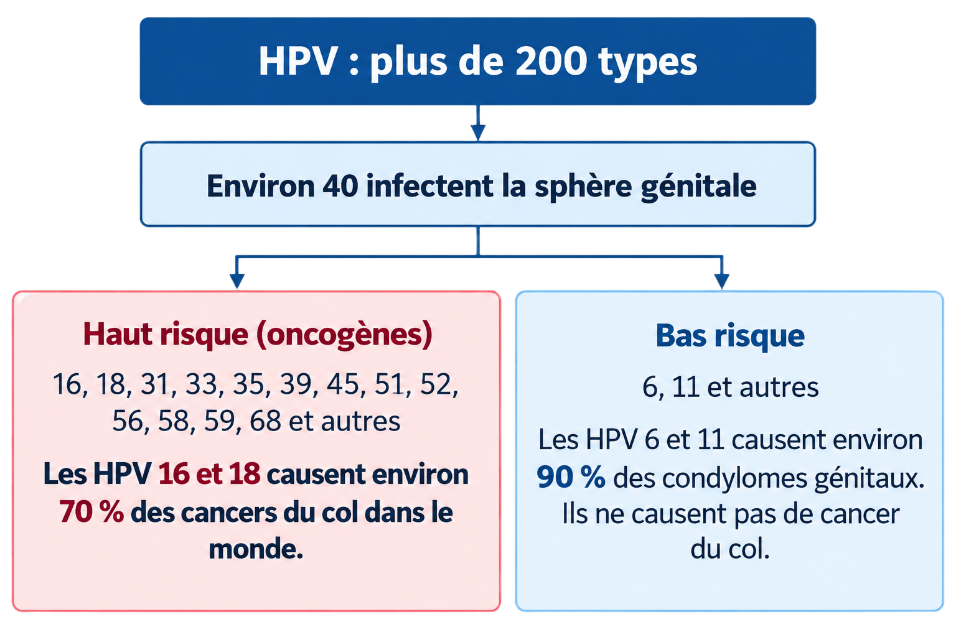 HPV : plus de 200 types
Environ 40 infectent la sphère génitale
Haut risque (oncogènes)
16, 18, 31, 33, 35, 39, 45, 51, 52,
56, 58, 59, 68 et autres
Les HPV 16 et 18 causent environ
70 % des cancers du col dans le
monde.
Bas risque
6, 11 et autres
Les HPV 6 et 11 causent environ
90 % des condylomes génitaux.
Ils ne causent pas de cancer
du col.